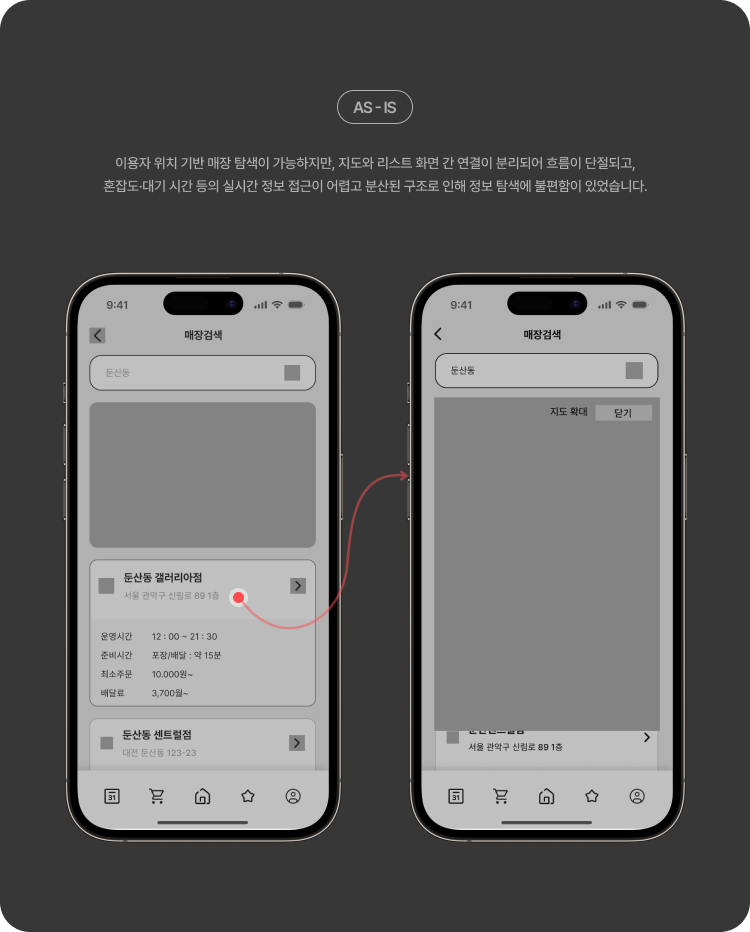 AS - IS
이용자 위치 기반 매장 탐색이 가능하지만, 지도와 리스트 화면 간 연결이 분리되어 흐름이 단절되고,
혼잡도·대기 시간 등의 실시간 정보 접근이 어렵고 분산된 구조로 인해 정보 탐색에 불편함이 있었습니다.
9:41
매장검색
둔산동
둔산동 갤러리아점
서울 관악구 신림로 89 1층
운영시간 12 : 00 ~ 21 : 30
준비시간 포장/배달 : 약 15분
최소주문 10.000원~
배달료 3,700월~
둔산동 센트럴점
대전 둔산동 123-23
31
9:41
매장검색
둔산동
지도 확대 닫기
서울 관악구 신림로 89 1층
31